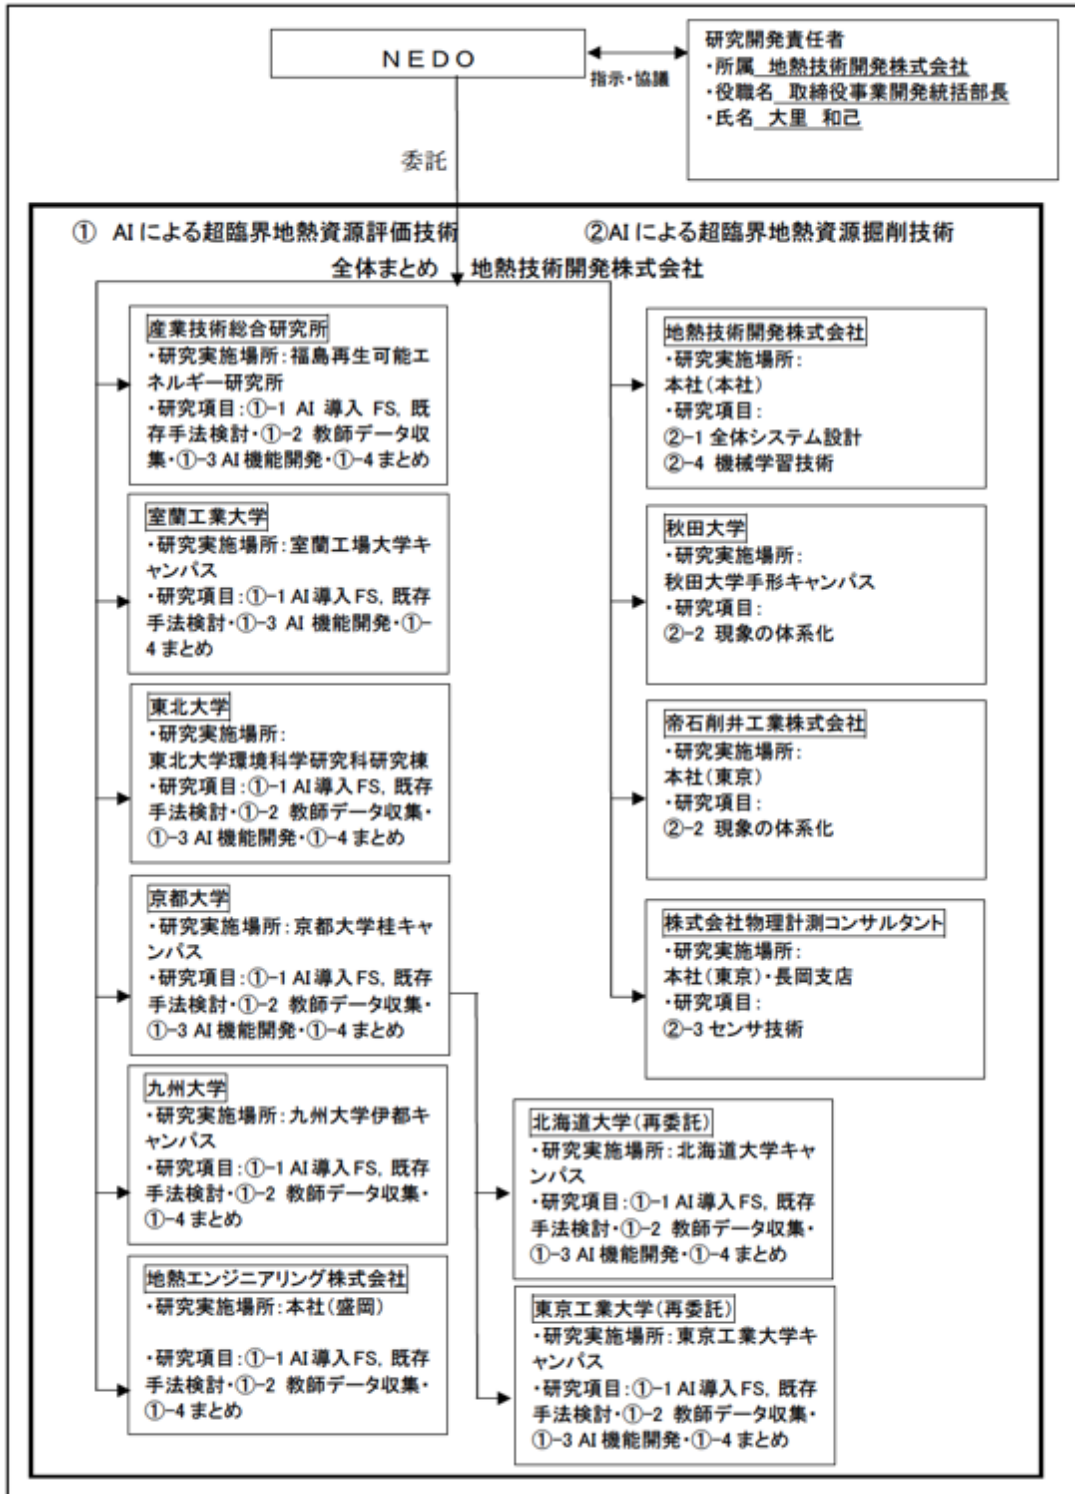 NEDO
指示・協議
研究開発責任者
・所属 地熱技術開発株式会社
・役職名 取締役事業開発統括部長
・氏名 大里 和己
委託
① AIによる超臨界地熱資源評価技術
②AIによる超臨界地熱資源掘削技術
全体まとめ 地熱技術開発株式会社
産業技術総合研究所
・研究実施場所：福島再生可能エ
ネルギー研究所
・研究項目：①-1 AI 導入 FS，既
存手法検討・①-2 教師データ収
集・①-3 AI 機能開発・①-4 まとめ
室蘭工業大学
・研究実施場所：室蘭工場大学キ
ャンパス
・研究項目：①-1 AI 導入 FS，既存
手法検討・①-3 AI 機能開発・①-
4 まとめ
東北大学
・研究実施場所：
東北大学環境科学研究科研究棟
・研究項目：①-1 AI 導入 FS，既存
手法検討・①-2 教師データ収集・
①-3 AI 機能開発・①-4 まとめ
京都大学
・研究実施場所：京都大学桂キャ
ンパス
・研究項目：①-1 AI 導入 FS，既存
手法検討・①-2 教師データ収集・
①-3 AI 機能開発・①-4 まとめ
九州大学
・研究実施場所：九州大学伊都キ
ャンパス
・研究項目：①-1 AI 導入 FS，既存
手法検討・①-2 教師データ収集・
①-4 まとめ
地熱エンジニアリング株式会社
・研究実施場所：本社（盛岡）
・研究項目：①-1 AI 導入 FS，既存
手法検討・①-2 教師データ収集・
①-4 まとめ
地熱技術開発株式会社
・研究実施場所：
本社（本社）
・研究項目：
②-1 全体システム設計
②-4 機械学習技術
秋田大学
・研究実施場所：
秋田大学手形キャンパス
・研究項目：
②-2 現象の体系化
帝石削井工業株式会社
・研究実施場所：
本社（東京）
・研究項目：
②-2 現象の体系化
株式会社物理計測コンサルタント
・研究実施場所：
本社（東京）・長岡支店
・研究項目：
②-3 センサ技術
北海道大学（再委託）
・研究実施場所：北海道大学キャ
ンパス
・研究項目：①-1 AI 導入 FS，既存
手法検討・①-2 教師データ収集・
①-3 AI 機能開発・①-4 まとめ
東京工業大学（再委託）
・研究実施場所：東京工業大学キ
ャンパス
・研究項目：①-1 AI 導入 FS，既存
手法検討・①-2 教師データ収集・
①-3 AI 機能開発・①-4 まとめ